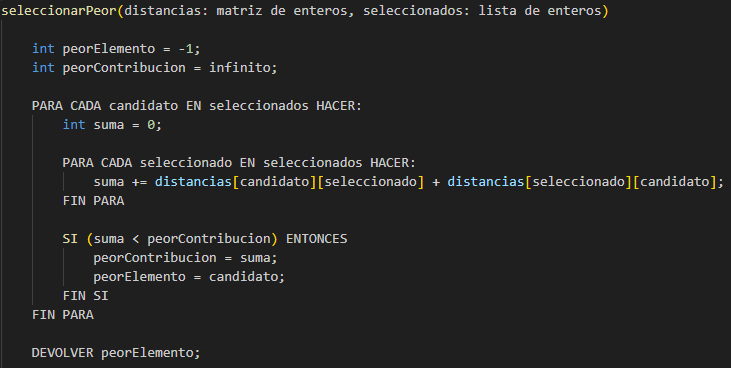 seleccionarPeor(distancias: matriz de enteros, seleccionados: lista de enteros)
int peorElemento = -1;
int peorContribucion = infinito;
PARA CADA candidato EN seleccionados HACER:
int suma = 0;
PARA CADA seleccionado EN seleccionados HACER:
suma += distancias[candidato][seleccionado] + distancias[seleccionado][candidato];
FIN PARA
SI (suma < peorContribucion) ENTONCES
peorContribucion = suma;
peorElemento = candidato;
FIN SI
FIN PARA
DEVOLVER peorElemento;